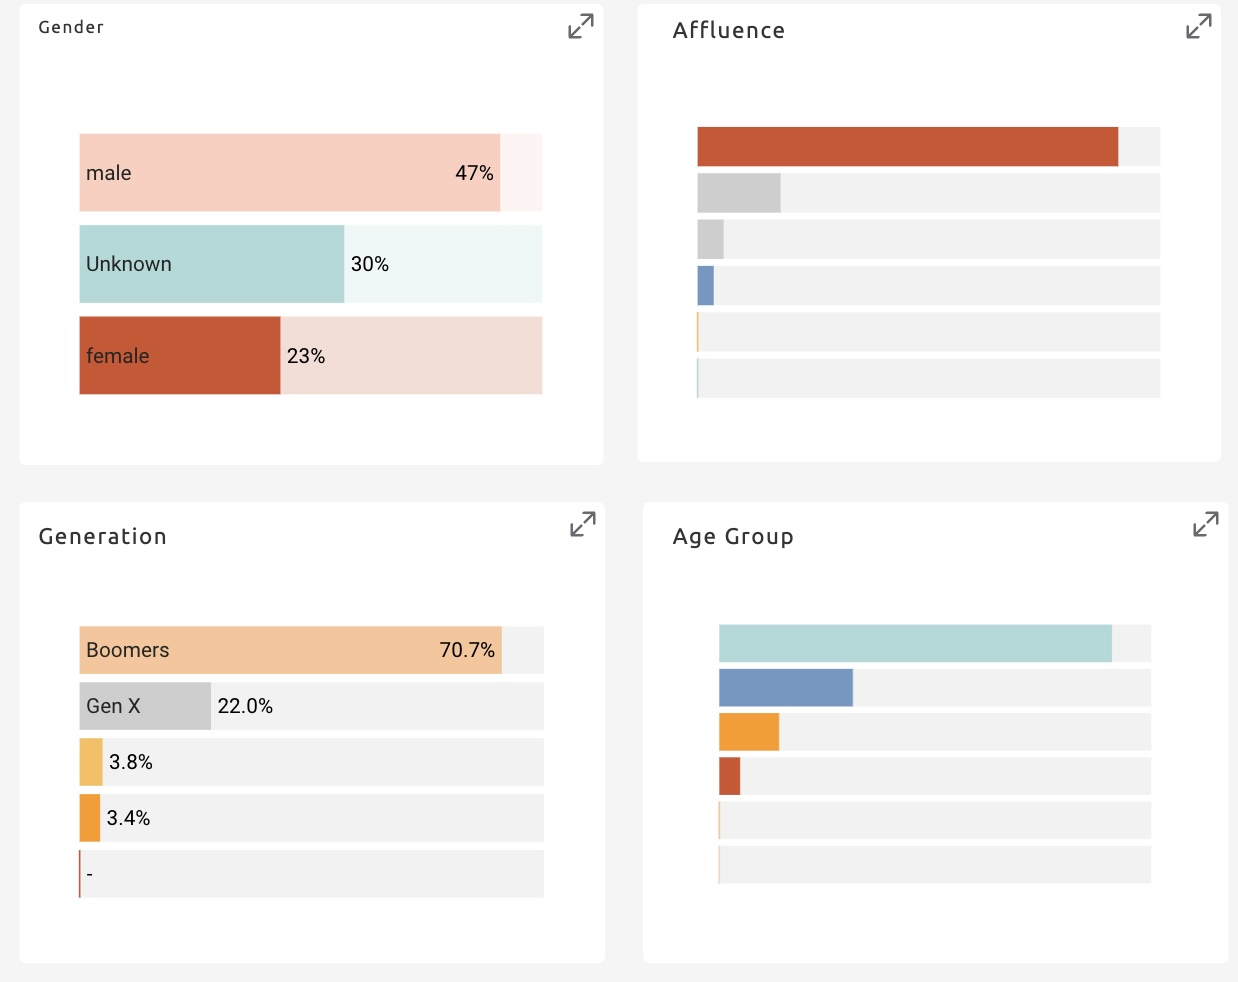 Gender
male 47%
Unknown 30%
female 23%
Affluence
Generation
Boomers 70.7%
Gen X 22.0%
3.8%
3.4%
-
Age Group